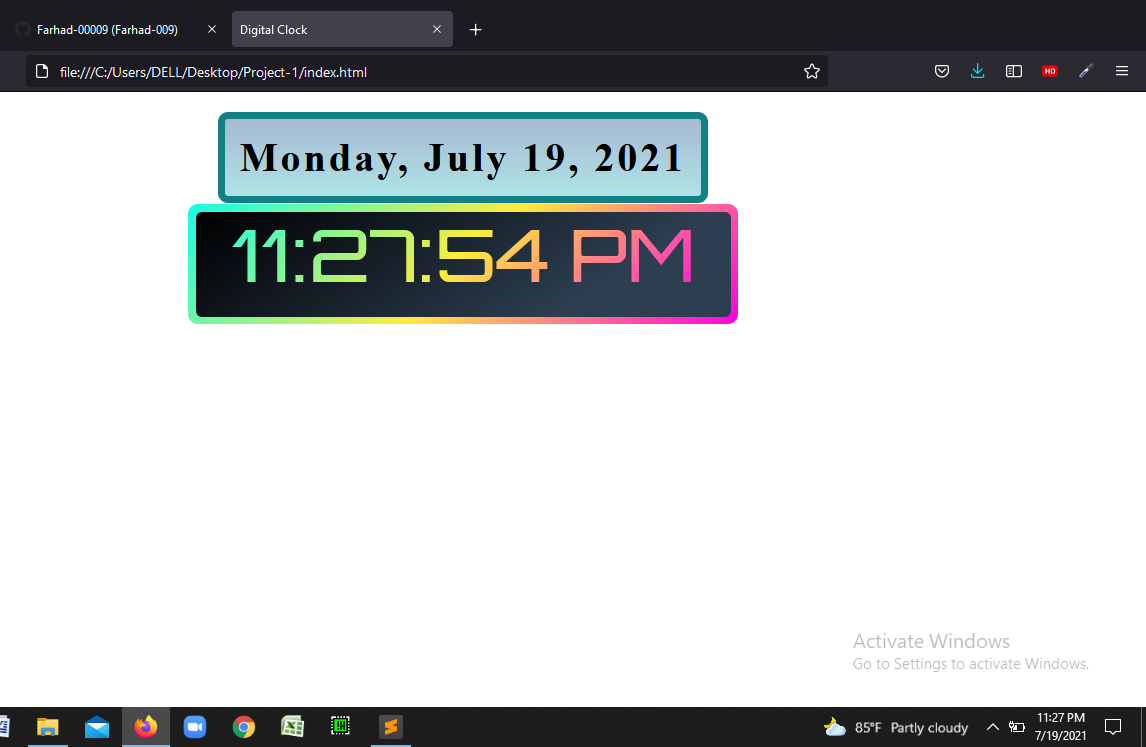 Farhad-00009 (Farhad-009)
Digital Clock
file:///C:/Users/DELL/Desktop/Project-1/index.html
HD
Monday, July 19, 2021
11:27:54 PM
Activate Windows
Go to Settings to activate Windows.
85°F Partly cloudy
11:27 PM
7/19/2021